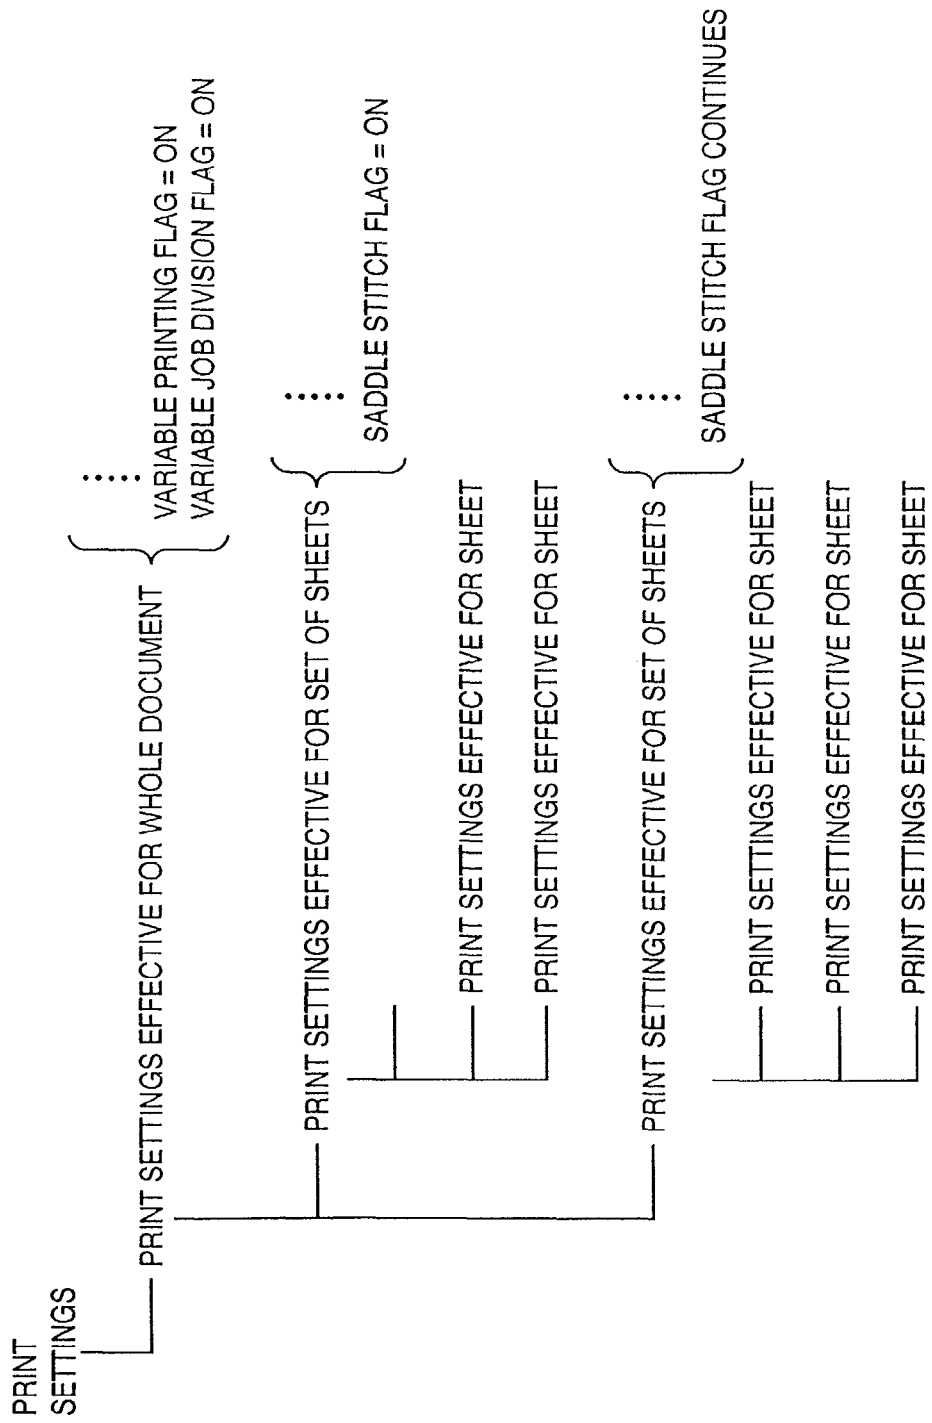 PRINT
SETTINGS
PRINT SETTINGS EFFECTIVE FOR WHOLE DOCUMENT
VARIABLE PRINTING FLAG = ON
VARIABLE JOB DIVISION FLAG = ON
PRINT SETTINGS EFFECTIVE FOR SET OF SHEETS
SADDLE STITCH FLAG = ON
PRINT SETTINGS EFFECTIVE FOR SHEET
PRINT SETTINGS EFFECTIVE FOR SHEET
PRINT SETTINGS EFFECTIVE FOR SET OF SHEETS
SADDLE STITCH FLAG CONTINUES
PRINT SETTINGS EFFECTIVE FOR SHEET
PRINT SETTINGS EFFECTIVE FOR SHEET
PRINT SETTINGS EFFECTIVE FOR SHEET